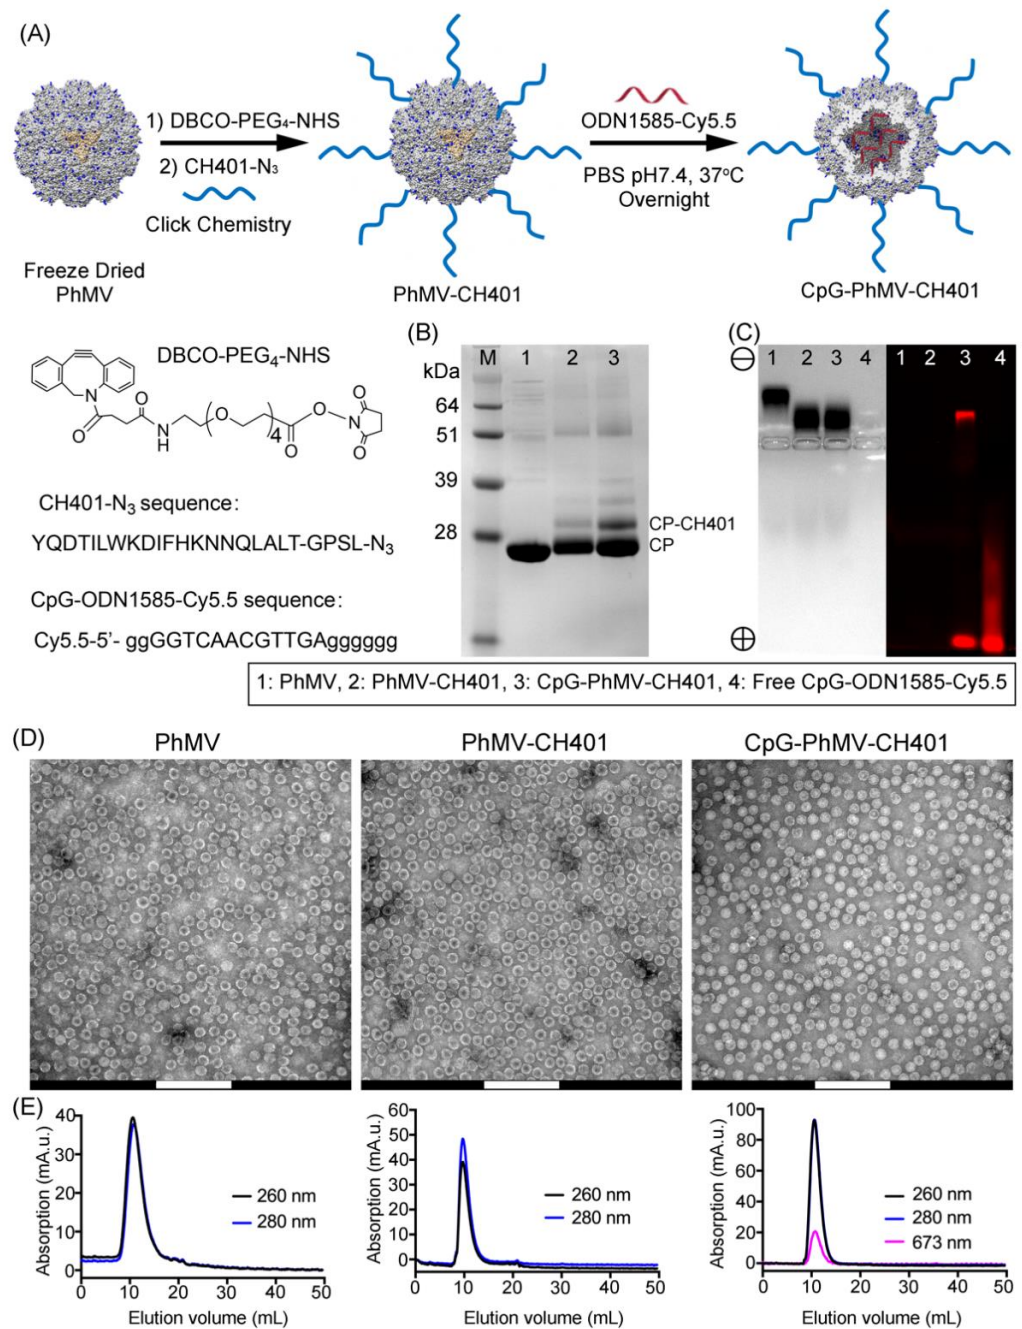 (A)
1) DBCO-PEG₄-NHS
2) CH401-N₃
Click Chemistry
ODN1585-Cy5.5
PBS pH7.4, 37°C
Overnight
Freeze Dried
PhMV
PhMV-CH401
CpG-PhMV-CH401
DBCO-PEG₄-NHS
N
O
O
N
H
O
4
O
O
N
O
O
CH401-N₃ sequence:
YQDTILWKDIFHKNNQLALT-GPSL-N₃
CpG-ODN1585-Cy5.5 sequence:
Cy5.5-5'- ggGGTCAACGTTGAgggggg
(B)
M 1 2 3
kDa
64
51
39
28
CP-CH401
CP
(C)
⊖
1 2 3 4 1 2 3 4
⊕
1: PhMV, 2: PhMV-CH401, 3: CpG-PhMV-CH401, 4: Free CpG-ODN1585-Cy5.5
(D)
PhMV
PhMV-CH401
CpG-PhMV-CH401
(E)
Absorption (mA.u.)
40
30
20
10
0
0 10 20 30 40 50
Elution volume (mL)
260 nm
280 nm
Absorption (mA.u.)
60
50
40
30
20
10
0
0 10 20 30 40 50
Elution volume (mL)
260 nm
280 nm
Absorption (mA.u.)
100
80
60
40
20
0
0 10 20 30 40 50
Elution volume (mL)
260 nm
280 nm
673 nm